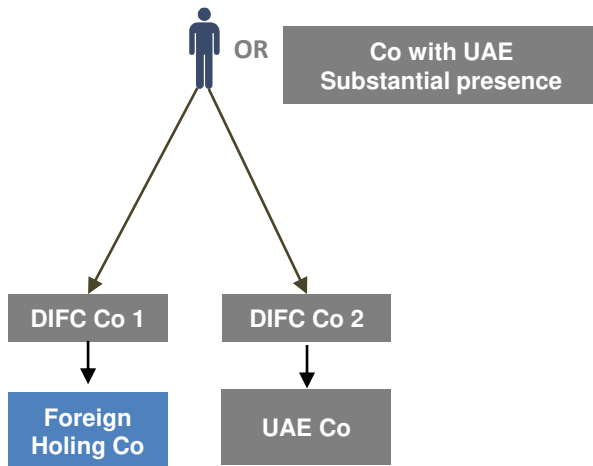 OR
Co with UAE
Substantial presence
DIFC Co 1
DIFC Co 2
Foreign
Holing Co
UAE Co